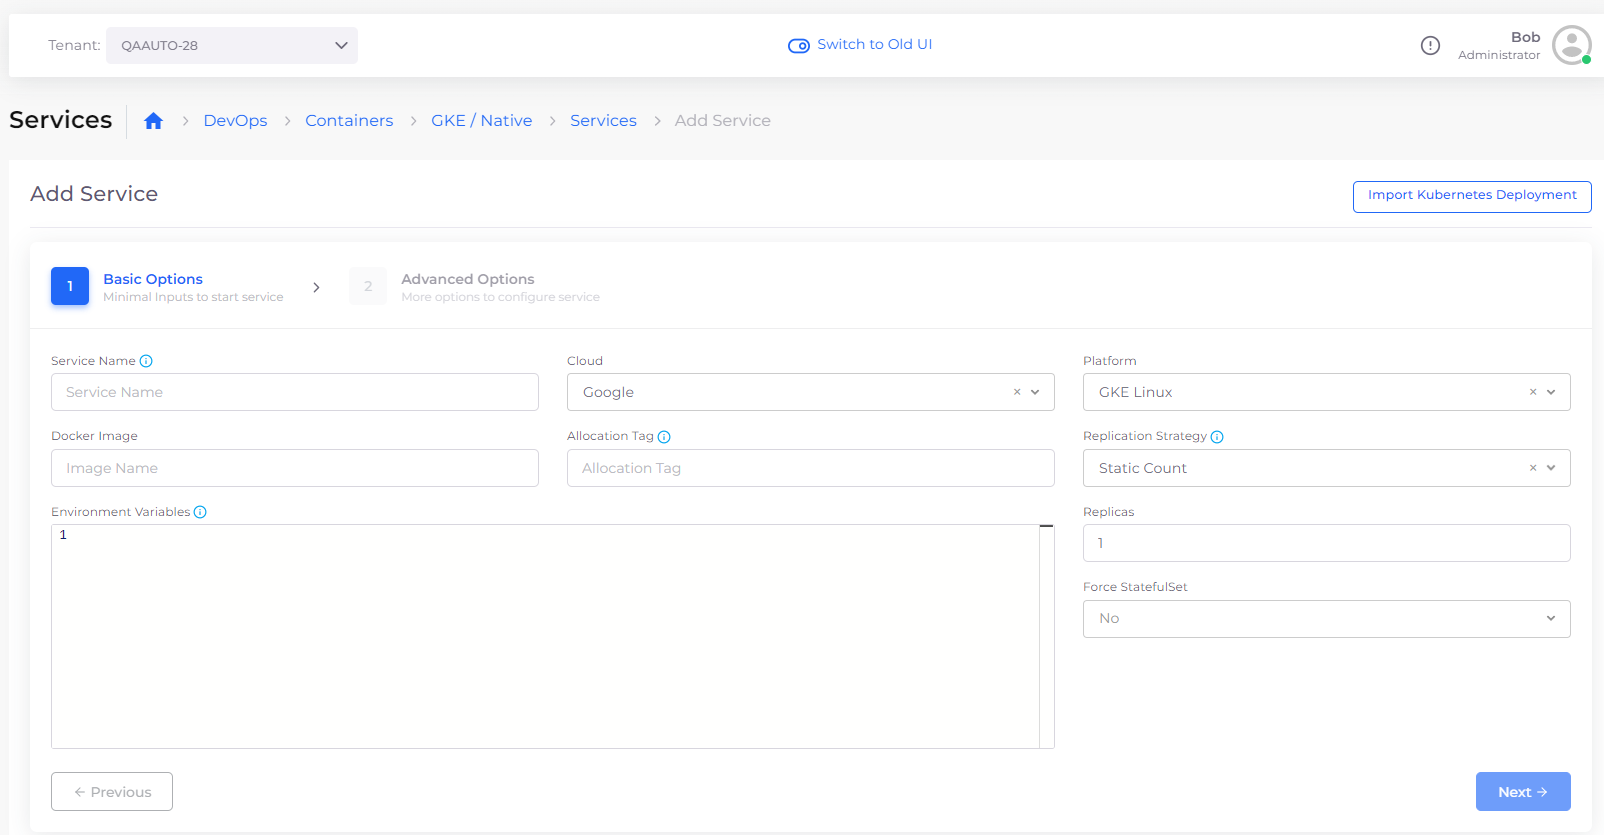 Tenant: QAAUTO-28 Switch to Old UI Bob
Administrator
Services DevOps Containers GKE / Native Services Add Service
Add Service Import Kubernetes Deployment
1 Basic Options 2 Advanced Options
Minimal Inputs to start service More options to configure service
Service Name Cloud Platform
Service Name Google × GKE Linux ×
Docker Image Allocation Tag Replication Strategy
Image Name Allocation Tag Static Count ×
Environment Variables Replicas
1 1
Force StatefulSet
No
← Previous Next →